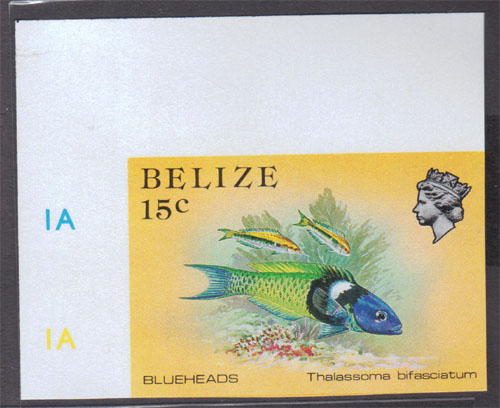 BELIZE
15c
1A
1A
BLUEHEADS
Thalassoma bifasciatum